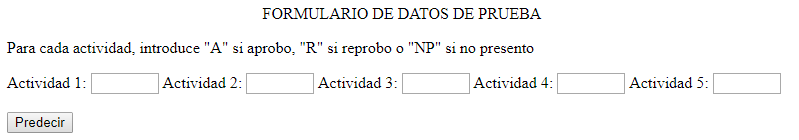 FORMULARIO DE DATOS DE PRUEBA
Para cada actividad, introduce "A" si aprobo, "R" si reprobo o "NP" si no presento
Actividad 1: Actividad 2: Actividad 3: Actividad 4: Actividad 5:
Predecir